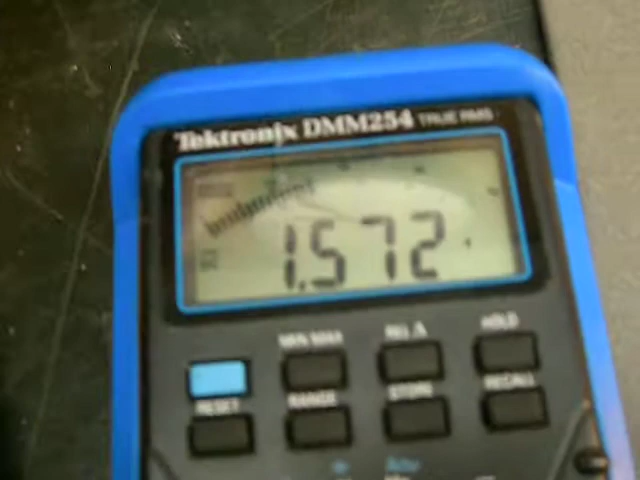 Tektronix DMM254 TRUE RMS
1.572
MIN MAX REL Δ HOLD
RESET RANGE STORE RECALL